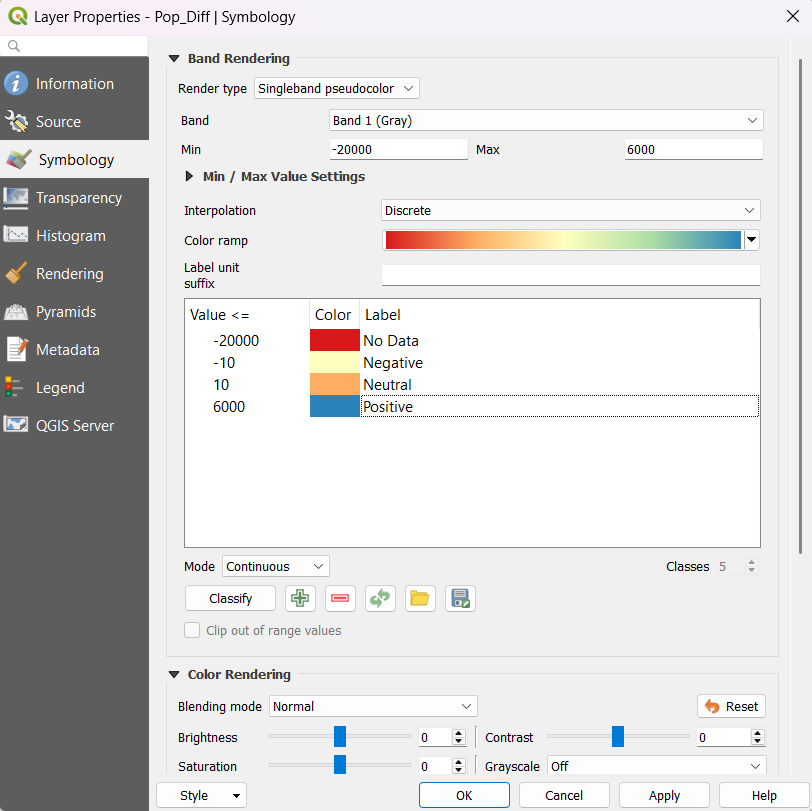 Layer Properties - Pop_Diff | Symbology
Information
Source
Symbology
Transparency
Histogram
Rendering
Pyramids
Metadata
Legend
QGIS Server
Band Rendering
Render type Singleband pseudocolor
Band Band 1 (Gray)
Min -20000 Max 6000
Min / Max Value Settings
Interpolation Discrete
Color ramp
Label unit
suffix
Value <= Color Label
-20000 No Data
-10 Negative
10 Neutral
6000 Positive
Mode Continuous Classes 5
Classify
Clip out of range values
Color Rendering
Blending mode Normal Reset
Brightness 0 Contrast 0
Saturation 0 Grayscale Off
Style OK Cancel Apply Help